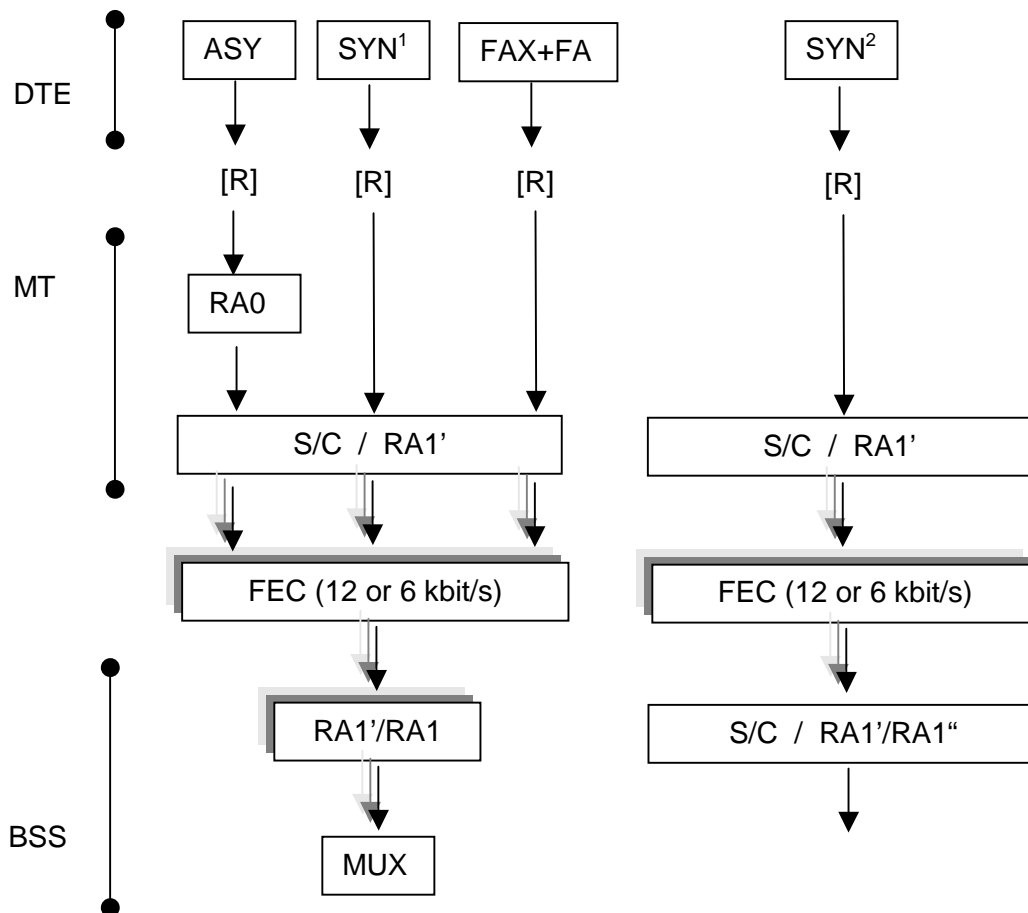 ASY SYN¹ FAX+FA SYN²
DTE
[R] [R] [R] [R]
MT
RA0
S/C / RA1’ S/C / RA1’
FEC (12 or 6 kbit/s) FEC (12 or 6 kbit/s)
RA1’/RA1 S/C / RA1’/RA1“
BSS
MUX